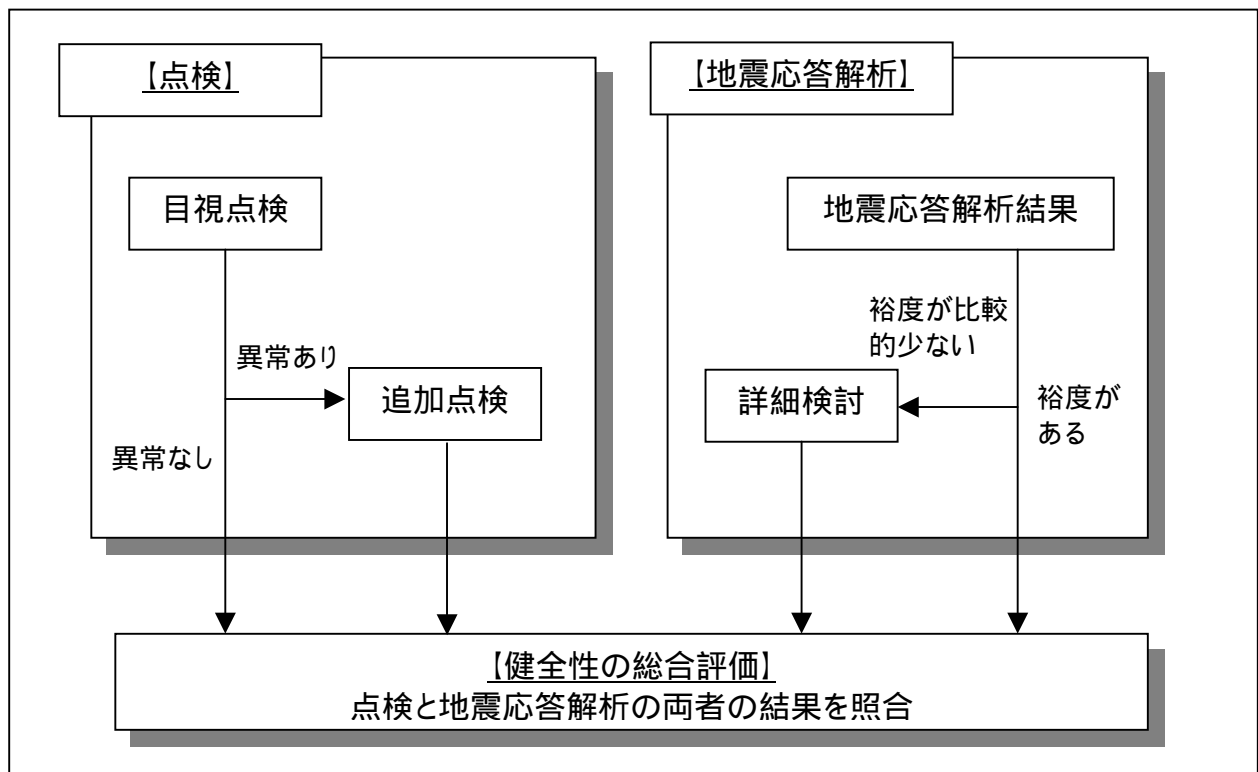 【点検】
目視点検
異常あり
追加点検
異常なし
【地震応答解析】
地震応答解析結果
裕度が比較
的少ない
詳細検討
裕度が
ある
【健全性の総合評価】
点検と地震応答解析の両者の結果を照合